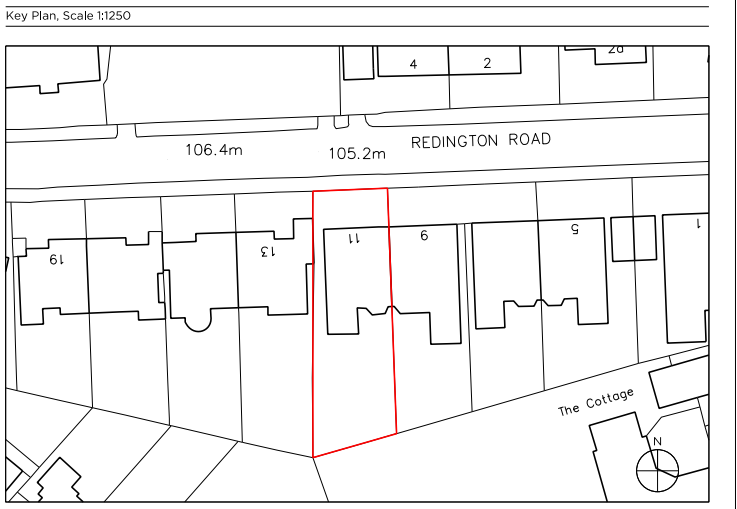 Key Plan, Scale 1:1250
4
2
2a
REDINGTON ROAD
106.4m
105.2m
19
13
11
9
5
1
The Cottage
N